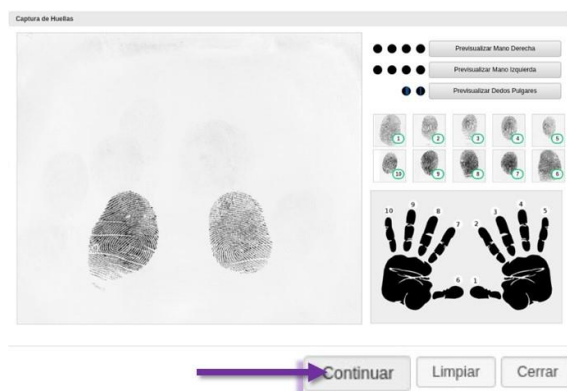 Captura de Huellas
Previsualizar Mano Derecha
Previsualizar Mano Izquierda
Previsualizar Dedos Pulgares
1 2 3 4 5
10 9 8 7 6
10 9 8 7 2 3 4 5
6 1
Continuar Limpiar Cerrar